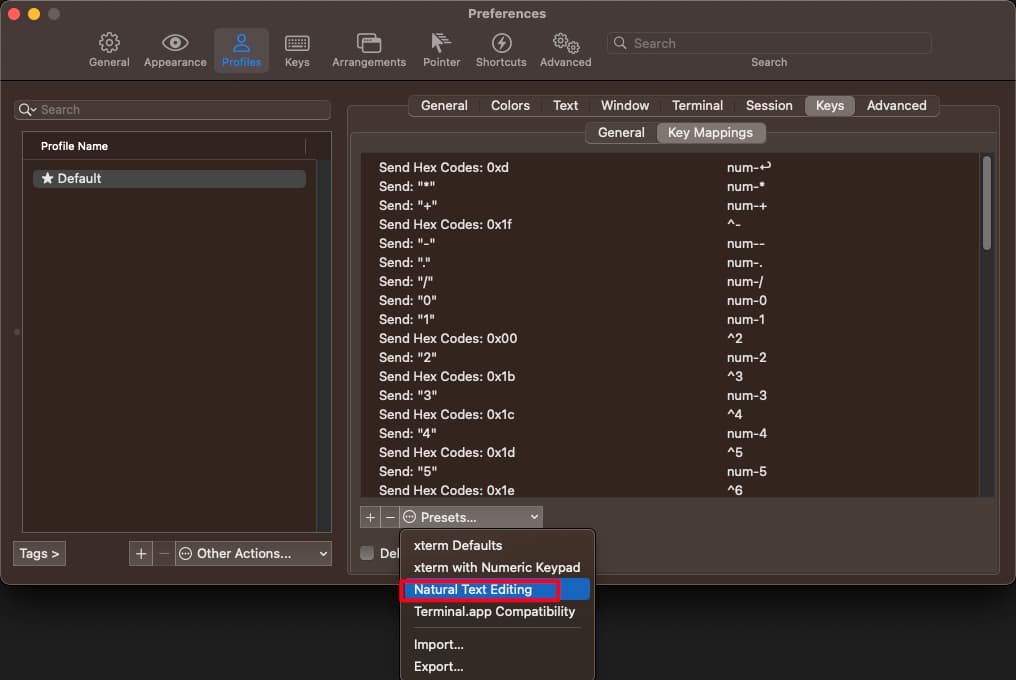 Preferences
General
Appearance
Profiles
Keys
Arrangements
Pointer
Shortcuts
Advanced
Search
Search
Search
Profile Name
★ Default
Tags >
+
−
Other Actions...
General
Colors
Text
Window
Terminal
Session
Keys
Advanced
General
Key Mappings
Send Hex Codes: 0xd num-↩
Send: "*" num-*
Send: "+" num-+
Send Hex Codes: 0x1f ^-
Send: "-" num--
Send: "." num-.
Send: "/" num-/
Send: "0" num-0
Send: "1" num-1
Send Hex Codes: 0x00 ^2
Send: "2" num-2
Send Hex Codes: 0x1b ^3
Send: "3" num-3
Send Hex Codes: 0x1c ^4
Send: "4" num-4
Send Hex Codes: 0x1d ^5
Send: "5" num-5
Send Hex Codes: 0x1e ^6
+
−
Presets...
Del
xterm Defaults
xterm with Numeric Keypad
Natural Text Editing
Terminal.app Compatibility
Import...
Export...